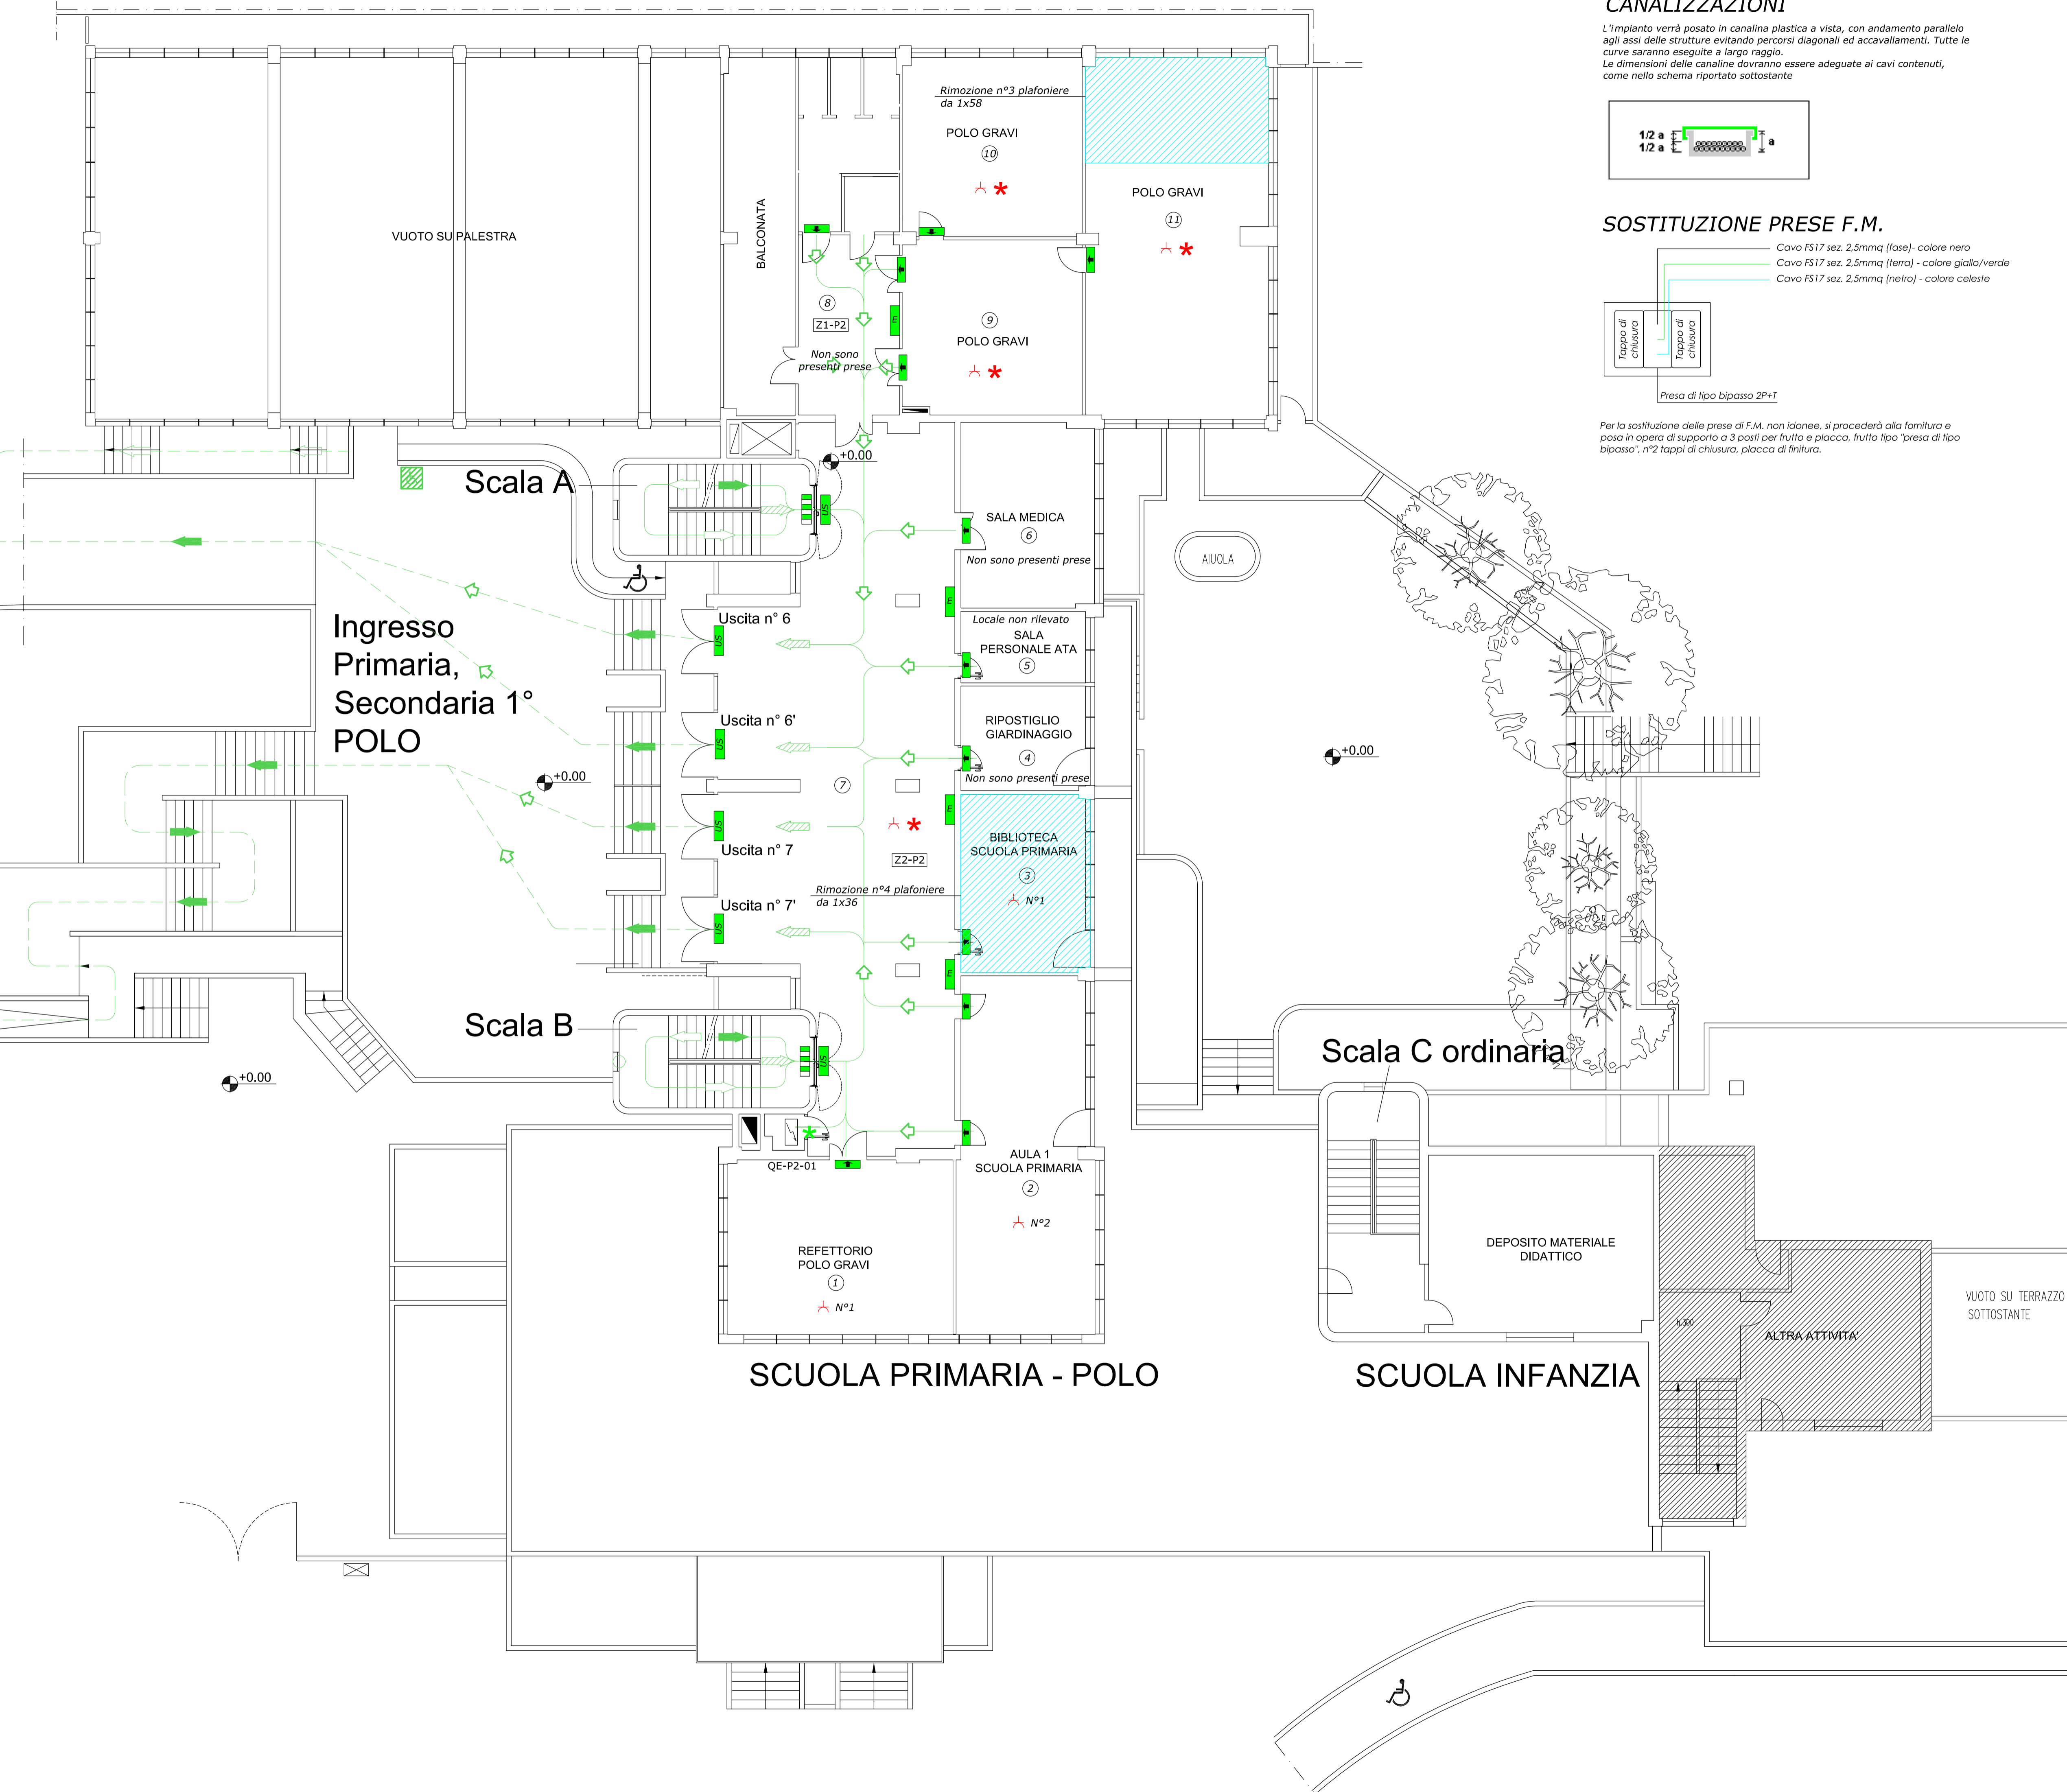 CANALIZZAZIONI
L'impianto verrà posato in canalina plastica a vista, con andamento parallelo
agli assi delle strutture evitando percorsi diagonali ed accavallamenti. Tutte le
curve saranno eseguite a largo raggio.
Le dimensioni delle canaline dovranno essere adeguate ai cavi contenuti,
come nello schema riportato sottostante
1/2 a
1/2 a
a
SOSTITUZIONE PRESE F.M.
Cavo FS17 sez. 2,5mmq (fase)- colore nero
Cavo FS17 sez. 2,5mmq (terra) - colore giallo/verde
Cavo FS17 sez. 2,5mmq (netro) - colore celeste
Tappo di
chiusura
Tappo di
chiusura
Presa di tipo bipasso 2P+T
Per la sostituzione delle prese di F.M. non idonee, si procederà alla fornitura e
posa in opera di supporto a 3 posti per frutto e placca, frutto tipo "presa di tipo
bipasso", n°2 tappi di chiusura, placca di finitura.
Rimozione n°3 plafoniere
da 1x58
POLO GRAVI
10
*
POLO GRAVI
11
*
VUOTO SU PALESTRA
BALCONATA
8
Z1-P2
E
Non sono
presenti prese
9
POLO GRAVI
*
+0.00
Scala A
US
SALA MEDICA
6
Non sono presenti prese
AIUOLA
E
Uscita n° 6
US
Locale non rilevato
SALA
PERSONALE ATA
5
Ingresso
Primaria,
Secondaria 1°
POLO
Uscita n° 6'
US
RIPOSTIGLIO
GIARDINAGGIO
4
Non sono presenti prese
+0.00
+0.00
7
E
*
US
Uscita n° 7
Z2-P2
BIBLIOTECA
SCUOLA PRIMARIA
3
N°1
Rimozione n°4 plafoniere
da 1x36
Uscita n° 7'
US
E
Scala B
US
+0.00
Scala C ordinaria
*
QE-P2-01
AULA 1
SCUOLA PRIMARIA
2
N°2
REFETTORIO
POLO GRAVI
1
N°1
DEPOSITO MATERIALE
DIDATTICO
VUOTO SU TERRAZZO
SOTTOSTANTE
h.300
ALTRA ATTIVITA'
SCUOLA PRIMARIA - POLO
SCUOLA INFANZIA